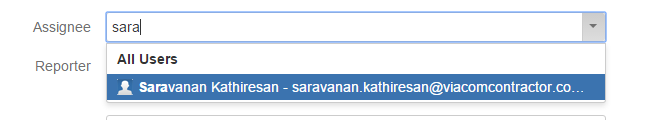 Assignee sara
All Users
Reporter
Saravanan Kathiresan - saravanan.kathiresan@viacomcontractor.co...